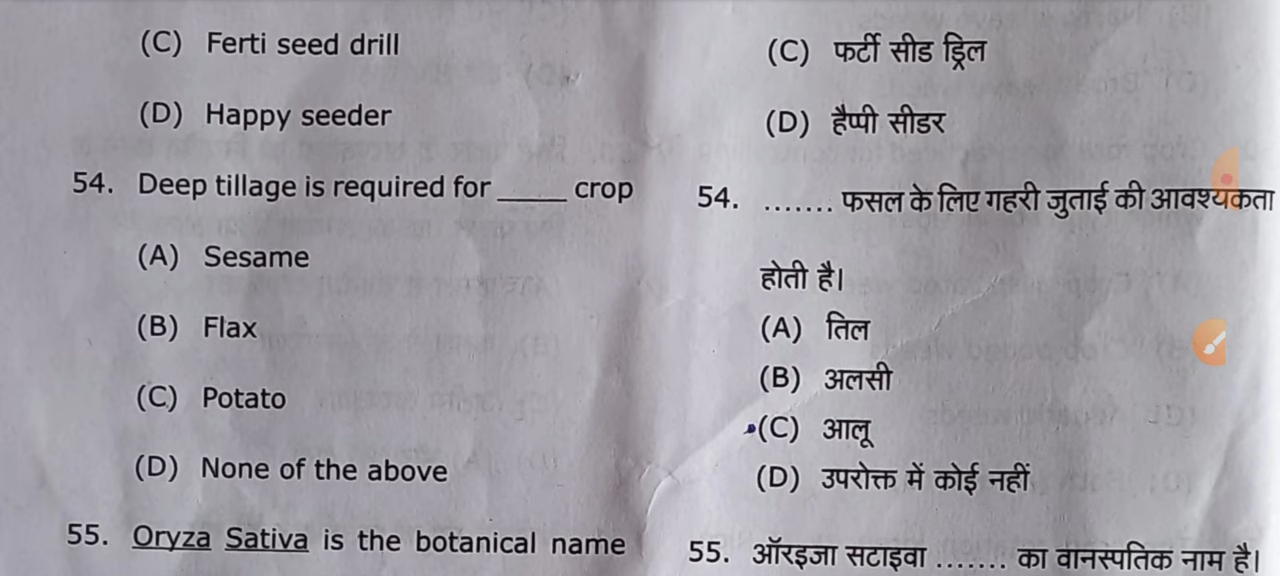 (C) Ferti seed drill
(D) Happy seeder
54. Deep tillage is required for _____ crop
(A) Sesame
(B) Flax
(C) Potato
(D) None of the above
55. Oryza Sativa is the botanical name
(C) फर्टी सीड ड्रिल
(D) हैप्पी सीडर
54. ....... फसल के लिए गहरी जुताई की आवश्यकता
होती है।
(A) तिल
(B) अलसी
(C) आलू
(D) उपरोक्त में कोई नहीं
55. ऑरइजा सटाइवा ....... का वानस्पतिक नाम है।